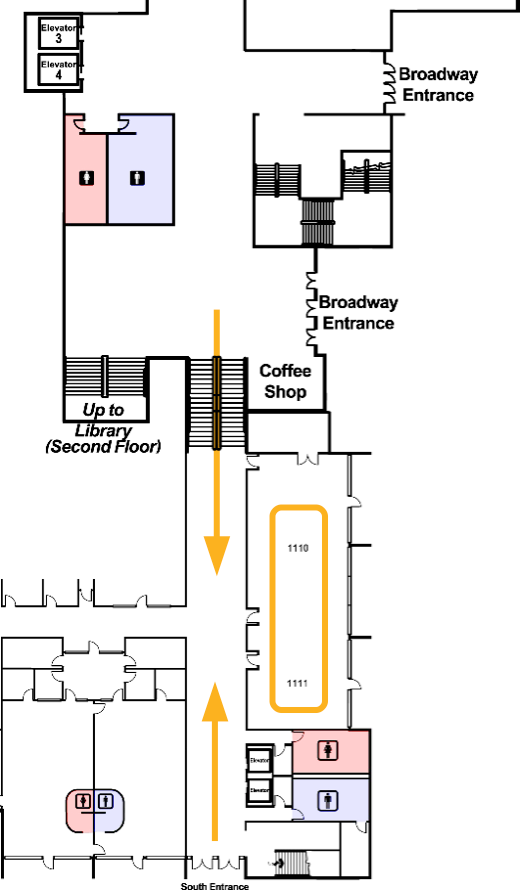 Elevator
3
Elevator
4
Broadway
Entrance
Broadway
Entrance
Coffee
Shop
Up to
Library
(Second Floor)
1110
1111
Elevator
Elevator
South Entrance